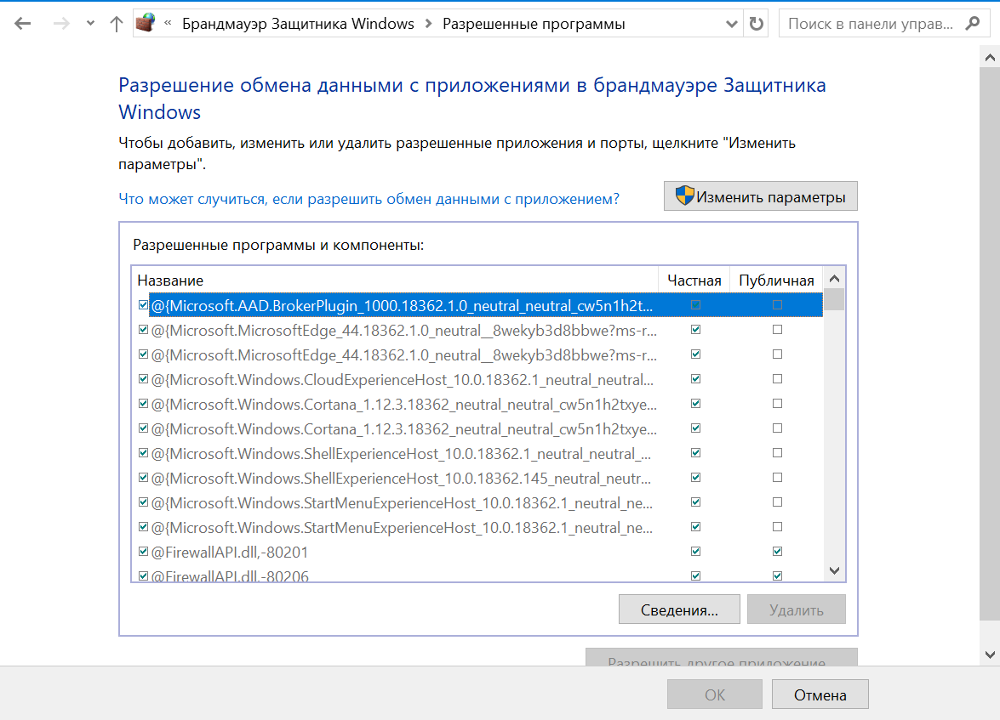 « Брандмауэр Защитника Windows > Разрешенные программы
Поиск в панели управ...
Разрешение обмена данными с приложениями в брандмауэре Защитника
Windows
Чтобы добавить, изменить или удалить разрешенные приложения и порты, щелкните "Изменить
параметры".
Что может случиться, если разрешить обмен данными с приложением?
Изменить параметры
Разрешенные программы и компоненты:
Название Частная Публичная
@{Microsoft.AAD.BrokerPlugin_1000.18362.1.0_neutral_neutral_cw5n1h2t...
@{Microsoft.MicrosoftEdge_44.18362.1.0_neutral__8wekyb3d8bbwe?ms-r...
@{Microsoft.MicrosoftEdge_44.18362.1.0_neutral__8wekyb3d8bbwe?ms-r...
@{Microsoft.Windows.CloudExperienceHost_10.0.18362.1_neutral_neutral...
@{Microsoft.Windows.Cortana_1.12.3.18362_neutral_neutral_cw5n1h2txye...
@{Microsoft.Windows.Cortana_1.12.3.18362_neutral_neutral_cw5n1h2txye...
@{Microsoft.Windows.ShellExperienceHost_10.0.18362.1_neutral_neutral_...
@{Microsoft.Windows.ShellExperienceHost_10.0.18362.145_neutral_neutr...
@{Microsoft.Windows.StartMenuExperienceHost_10.0.18362.1_neutral_ne...
@{Microsoft.Windows.StartMenuExperienceHost_10.0.18362.1_neutral_ne...
@FirewallAPI.dll,-80201
@FirewallAPI.dll,-80206
Сведения... Удалить
Разрешить другое приложение
ОК Отмена